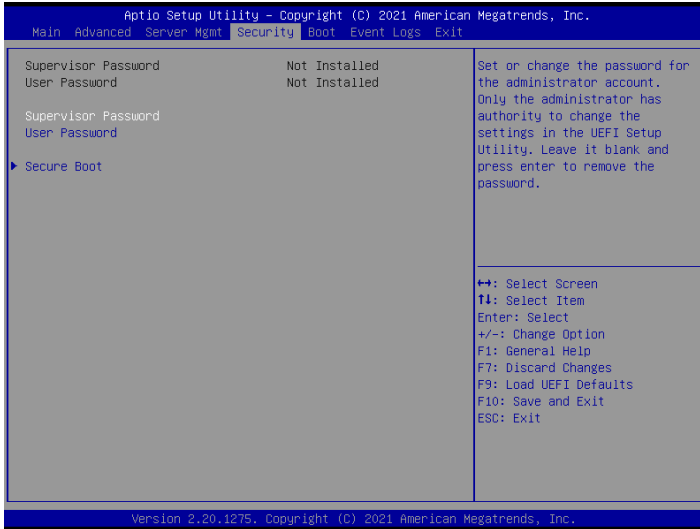 Aptio Setup Utility – Copyright (C) 2021 American Megatrends, Inc.
Main Advanced Server Mgmt Security Boot Event Logs Exit
Supervisor Password Not Installed
User Password Not Installed
Supervisor Password
User Password
Secure Boot
Set or change the password for
the administrator account.
Only the administrator has
authority to change the
settings in the UEFI Setup
Utility. Leave it blank and
press enter to remove the
password.
↔: Select Screen
↑↓: Select Item
Enter: Select
+/-: Change Option
F1: General Help
F7: Discard Changes
F9: Load UEFI Defaults
F10: Save and Exit
ESC: Exit
Version 2.20.1275. Copyright (C) 2021 American Megatrends, Inc.